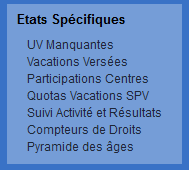 Etats Spécifiques
UV Manquantes
Vacations Versées
Participations Centres
Quotas Vacations SPV
Suivi Activité et Résultats
Compteurs de Droits
Pyramide des âges